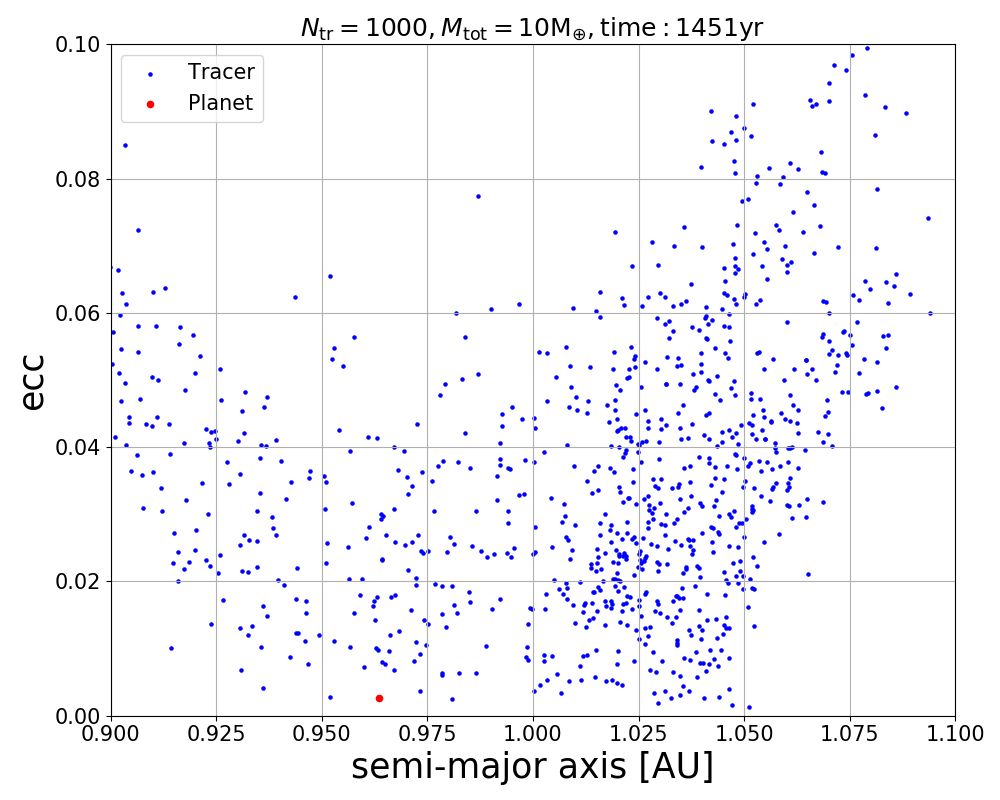 N_tr = 1000, M_tot = 10M_⊕, time : 1451yr
Tracer
Planet
ecc
0.10
0.08
0.06
0.04
0.02
0.00
0.900 0.925 0.950 0.975 1.000 1.025 1.050 1.075 1.100
semi-major axis [AU]